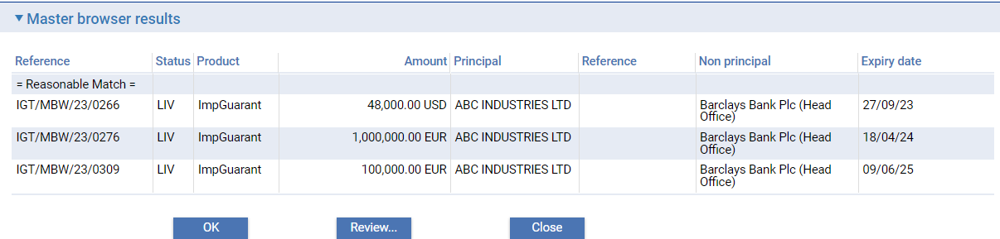 Master browser results
Reference Status Product Amount Principal Reference Non principal Expiry date
= Reasonable Match =
IGT/MBW/23/0266 LIV ImpGuarant 48,000.00 USD ABC INDUSTRIES LTD Barclays Bank Plc (Head 27/09/23
Office)
IGT/MBW/23/0276 LIV ImpGuarant 1,000,000.00 EUR ABC INDUSTRIES LTD Barclays Bank Plc (Head 18/04/24
Office)
IGT/MBW/23/0309 LIV ImpGuarant 100,000.00 EUR ABC INDUSTRIES LTD Barclays Bank Plc (Head 09/06/25
Office)
OK Review... Close